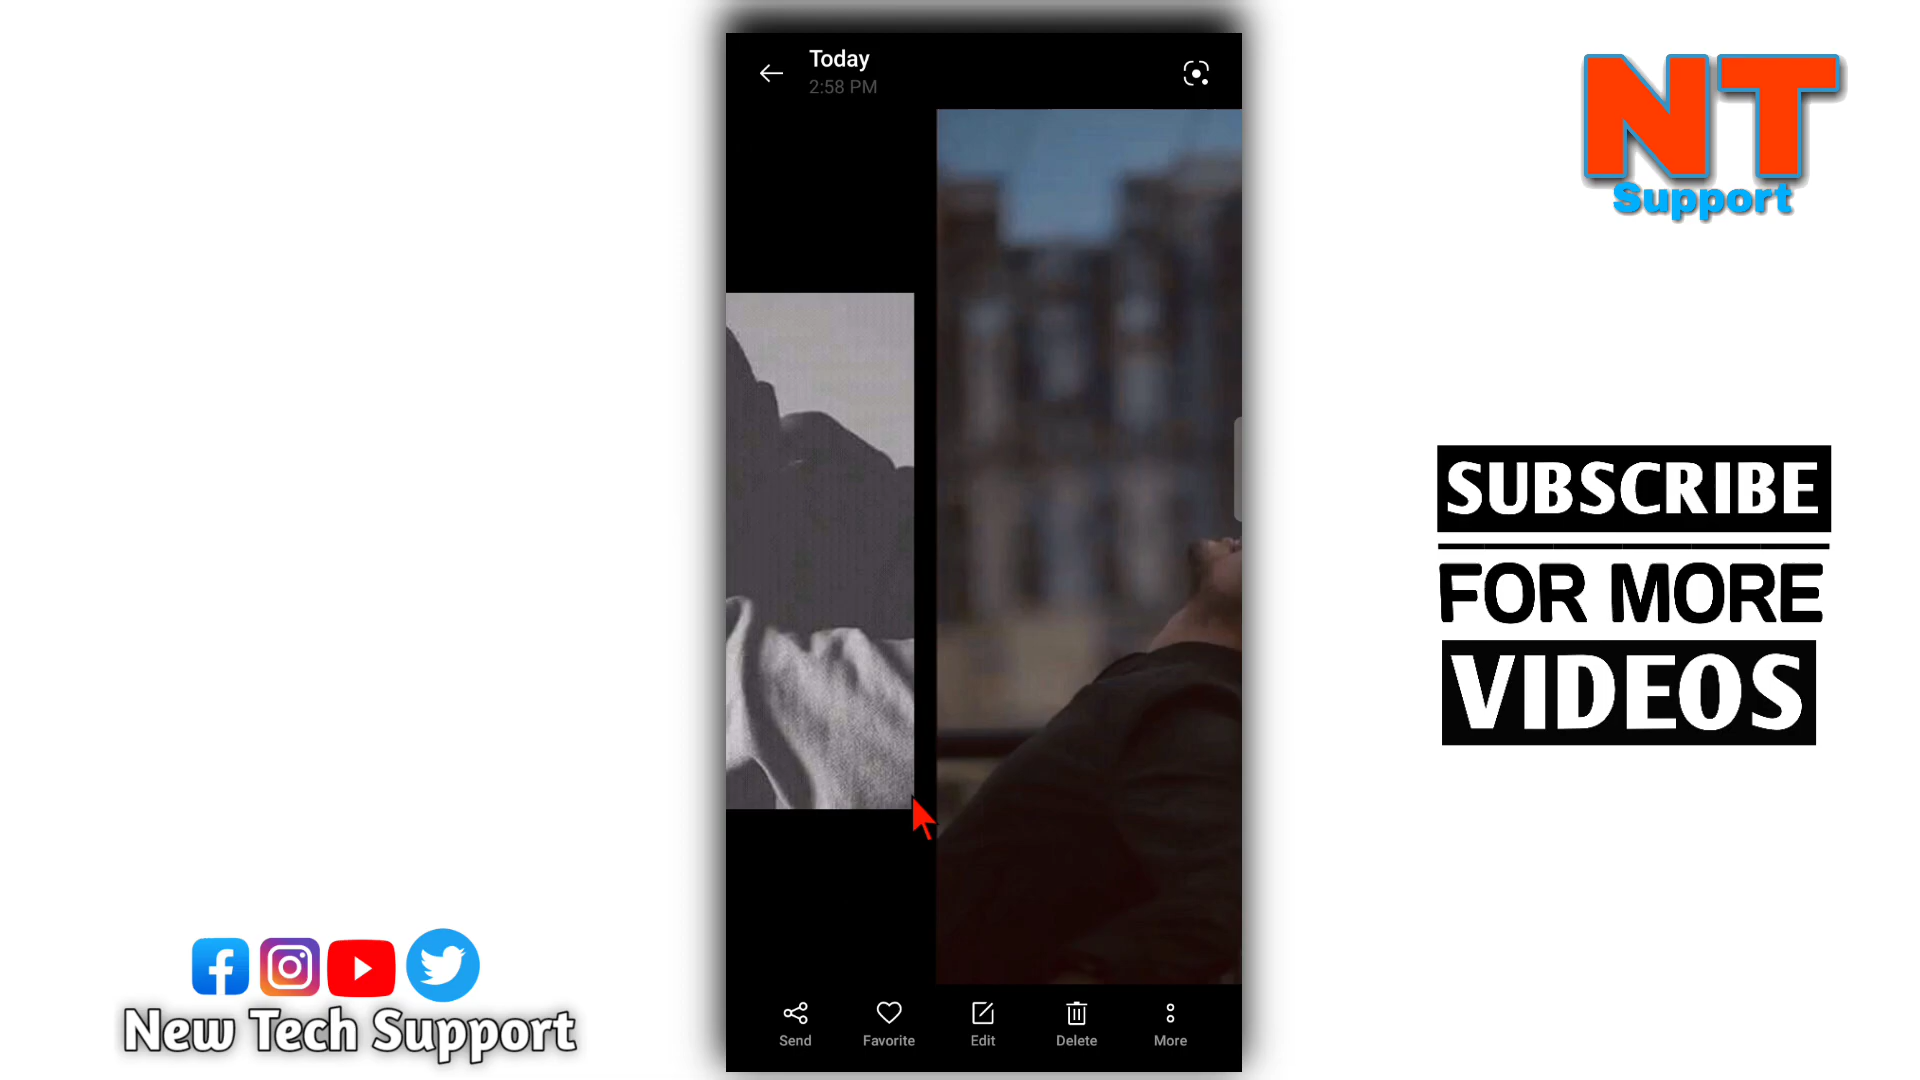 Today
2:58 PM
NT
Support
SUBSCRIBE
FOR MORE
VIDEOS
New Tech Support
Send
Favorite
Edit
Delete
More